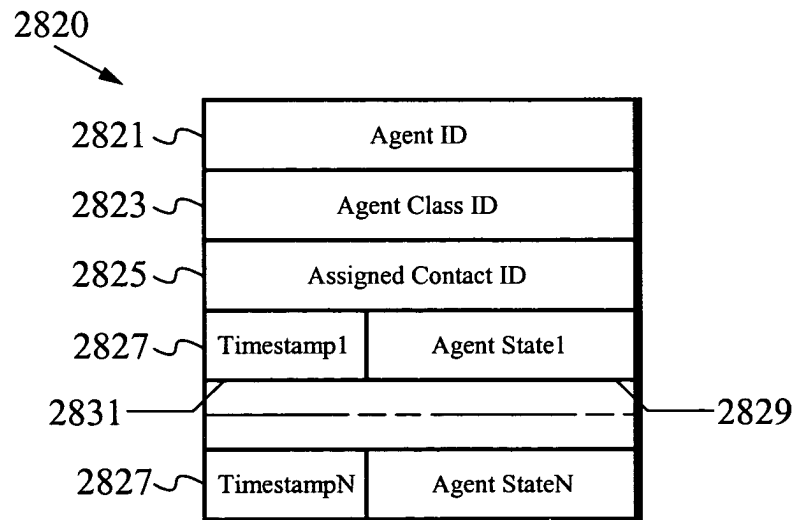 2820
2821 Agent ID
2823 Agent Class ID
2825 Assigned Contact ID
2827 Timestamp1 Agent State1
2831 2829
2827 TimestampN Agent StateN